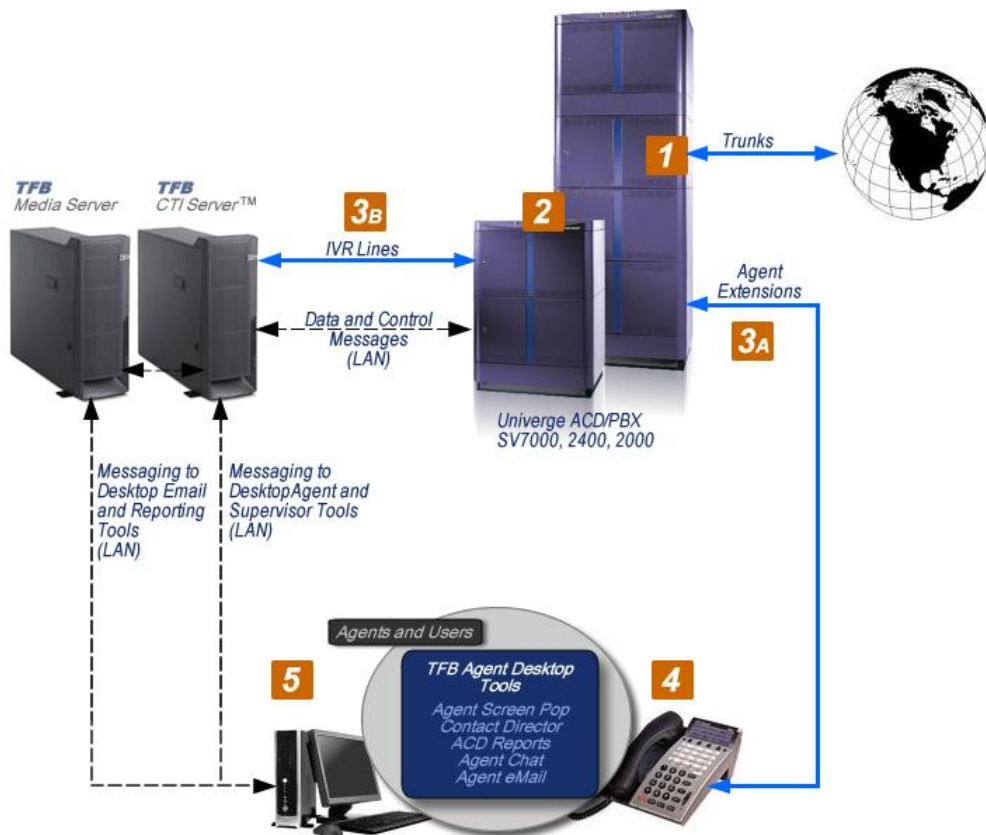 1
Trunks
TFB
Media Server
TFB
CTI Server™
3B
2
IVR Lines
Agent
Extensions
3A
Data and Control
Messages
(LAN)
Univerge ACD/PBX
SV7000, 2400, 2000
Messaging to
Desktop Email
and Reporting
Tools
(LAN)
Messaging to
DesktopAgent and
Supervisor Tools
(LAN)
Agents and Users
5
TFB Agent Desktop
Tools
Agent Screen Pop
Contact Director
ACD Reports
Agent Chat
Agent eMail
4